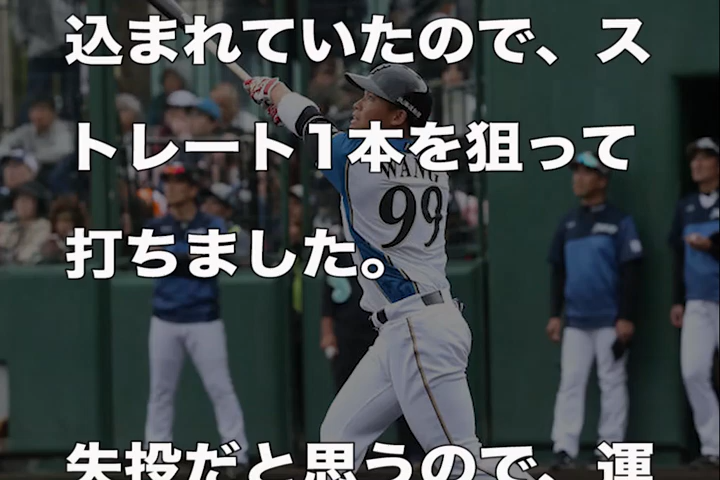 込まれていたので、ス
トレート1本を狙って
WANG
99
打ちました。
失投だと思うので、運